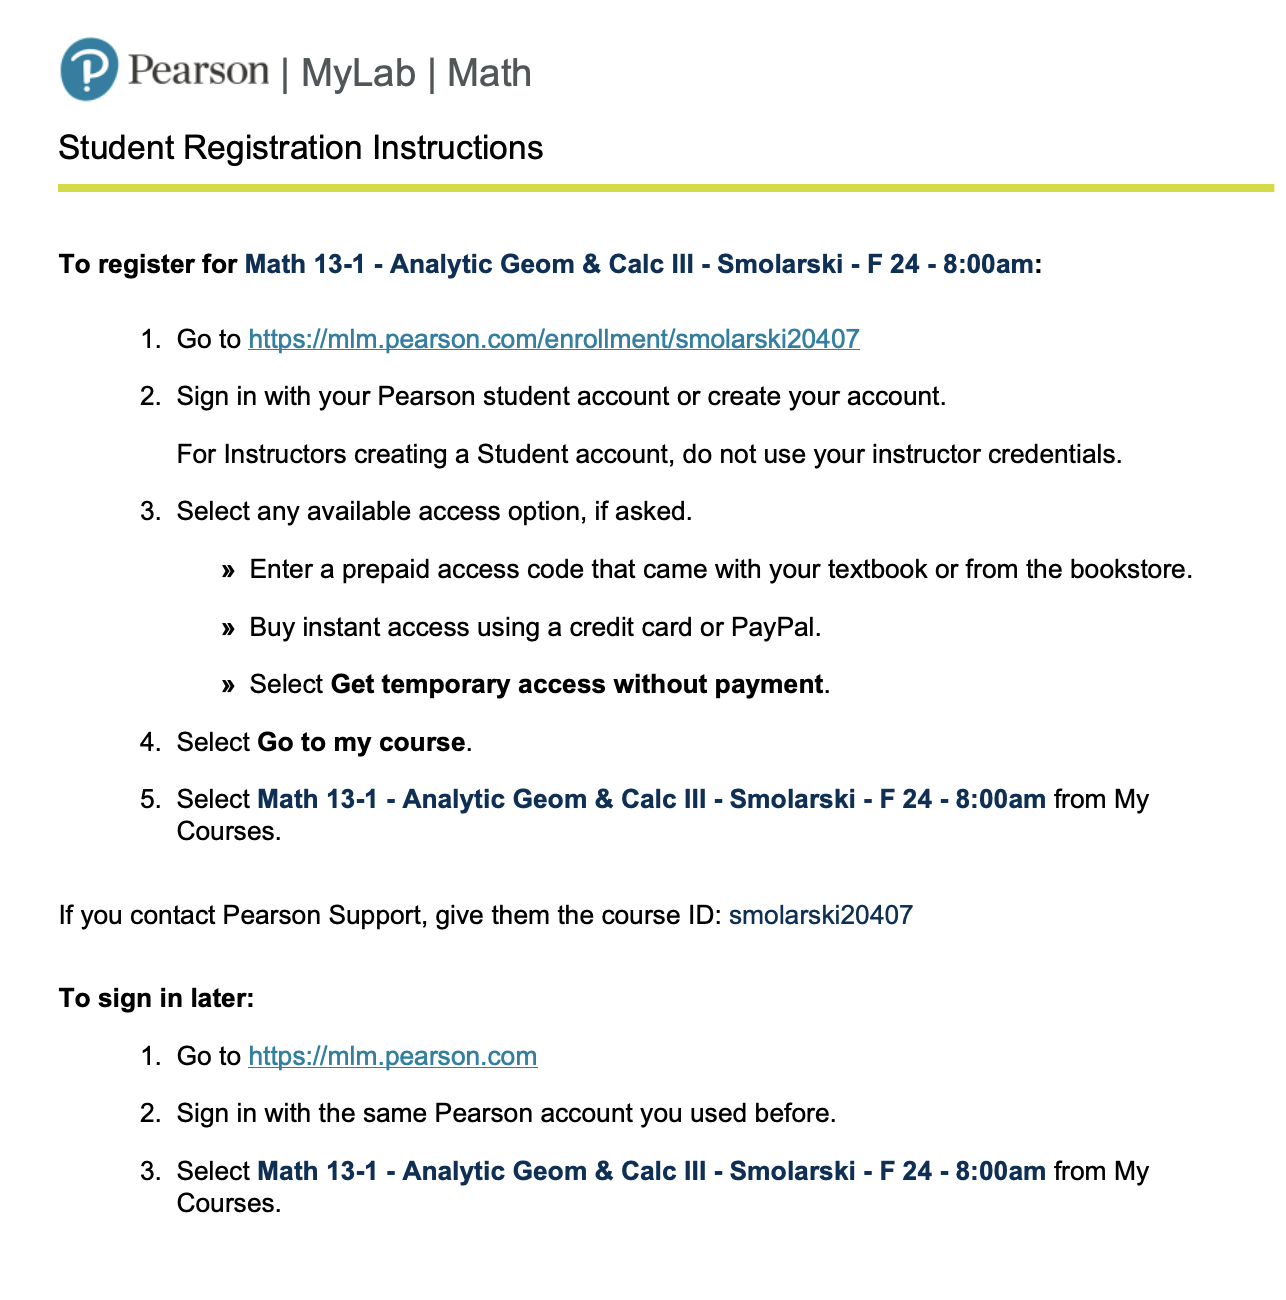 Pearson | MyLab | Math
Student Registration Instructions
To register for Math 13-1 - Analytic Geom & Calc III - Smolarski - F 24 - 8:00am:
1. Go to https://mlm.pearson.com/enrollment/smolarski20407
2. Sign in with your Pearson student account or create your account.
For Instructors creating a Student account, do not use your instructor credentials.
3. Select any available access option, if asked.
» Enter a prepaid access code that came with your textbook or from the bookstore.
» Buy instant access using a credit card or PayPal.
» Select Get temporary access without payment.
4. Select Go to my course.
5. Select Math 13-1 - Analytic Geom & Calc III - Smolarski - F 24 - 8:00am from My
Courses.
If you contact Pearson Support, give them the course ID: smolarski20407
To sign in later:
1. Go to https://mlm.pearson.com
2. Sign in with the same Pearson account you used before.
3. Select Math 13-1 - Analytic Geom & Calc III - Smolarski - F 24 - 8:00am from My
Courses.